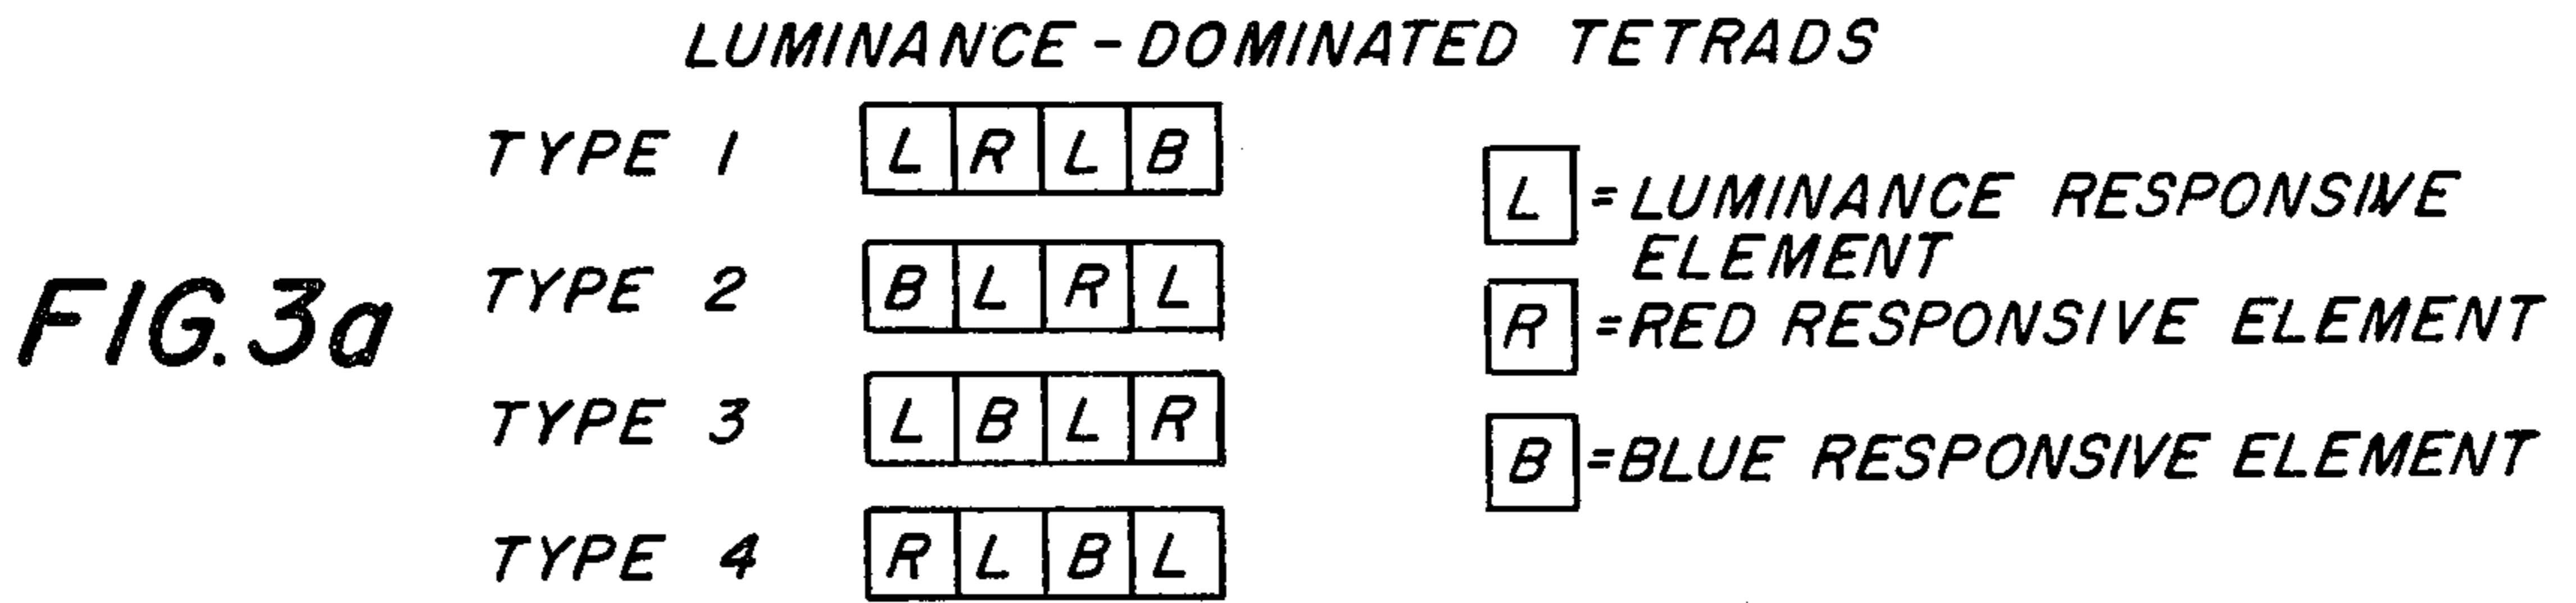 LUMINANCE-DOMINATED TETRADS
TYPE 1 L R L B
L =LUMINANCE RESPONSIVE
ELEMENT
FIG.3a
TYPE 2 B L R L
R =RED RESPONSIVE ELEMENT
TYPE 3 L B L R
B =BLUE RESPONSIVE ELEMENT
TYPE 4 R L B L